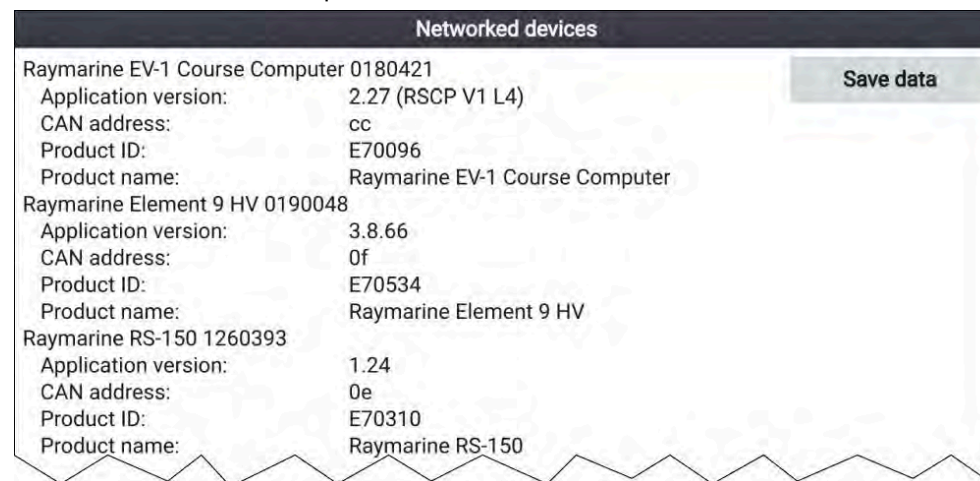 Networked devices
Raymarine EV-1 Course Computer 0180421
Save data
Application version: 2.27 (RSCP V1 L4)
CAN address: cc
Product ID: E70096
Product name: Raymarine EV-1 Course Computer
Raymarine Element 9 HV 0190048
Application version: 3.8.66
CAN address: 0f
Product ID: E70534
Product name: Raymarine Element 9 HV
Raymarine RS-150 1260393
Application version: 1.24
CAN address: 0e
Product ID: E70310
Product name: Raymarine RS-150